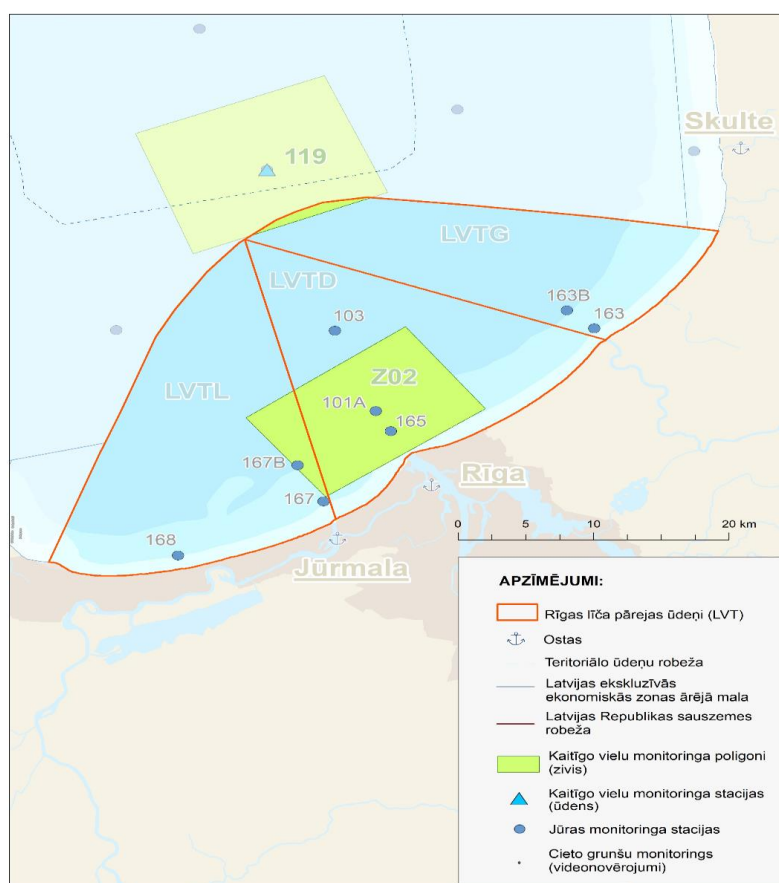 Skulte
119
LVTG
LVTD
163B
163
103
Z02
LVTL
101A
165
167B
Rīga
167
168
Jūrmala
0 5 10 20 km
APZĪMĒJUMI:
Rīgas līča pārejas ūdeņi (LVT)
Ostas
Teritoriālo ūdeņu robeža
Latvijas ekskluzīvās
ekonomiskās zonas ārējā mala
Latvijas Republikas sauszemes
robeža
Kaitīgo vielu monitoringa poligoni
(zivis)
Kaitīgo vielu monitoringa stacijas
(ūdens)
Jūras monitoringa stacijas
Cieto grunšu monitorings
(videonovērojumi)